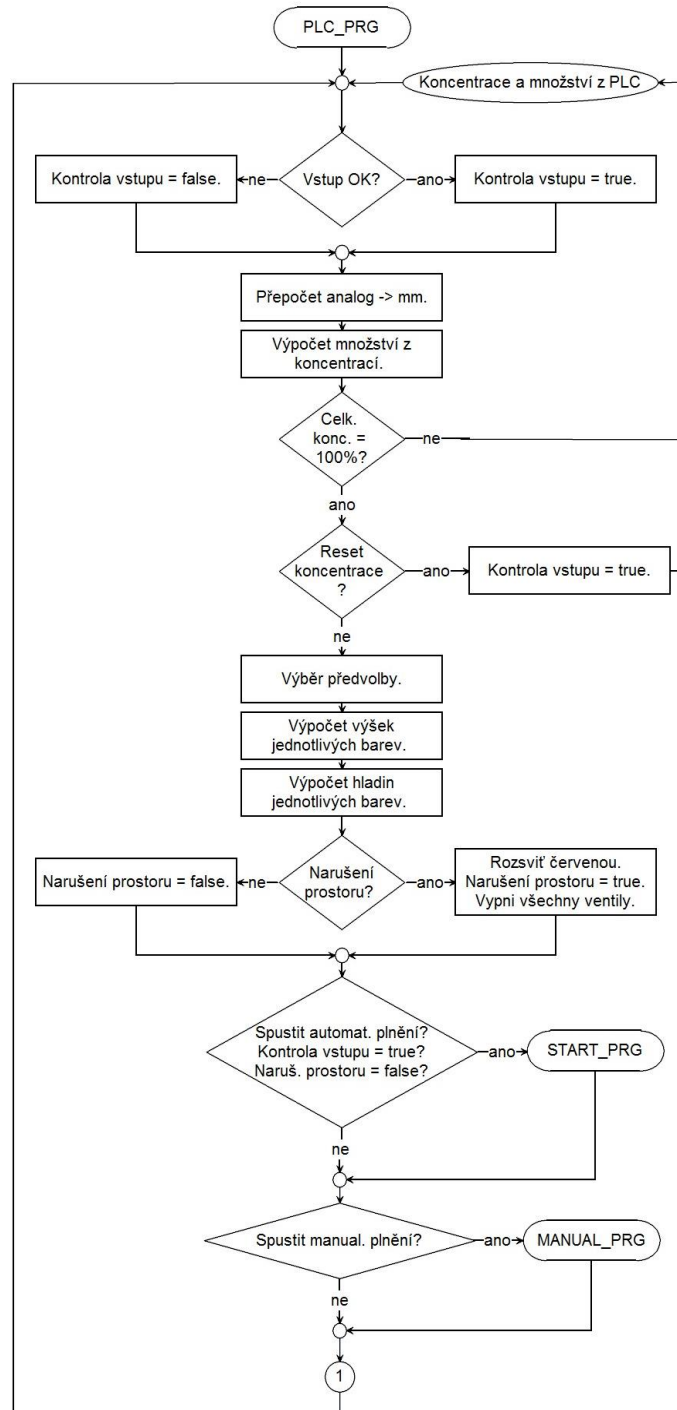 PLC_PRG
Koncentrace a množství z PLC
Kontrola vstupu = false.
ne
Vstup OK?
ano
Kontrola vstupu = true.
Přepočet analog -> mm.
Výpočet množství z
koncentrací.
Celk.
konc. =
100%?
ne
ano
Reset
koncentrace
?
ano
Kontrola vstupu = true.
ne
Výběr předvolby.
Výpočet výšek
jednotlivých barev.
Výpočet hladin
jednotlivých barev.
Narušení prostoru = false.
ne
Narušení
prostoru?
ano
Rozsviť červenou.
Narušení prostoru = true.
Vypni všechny ventily.
Spustit automat. plnění?
Kontrola vstupu = true?
Naruš. prostoru = false?
ano
START_PRG
ne
Spustit manual. plnění?
ano
MANUAL_PRG
ne
1